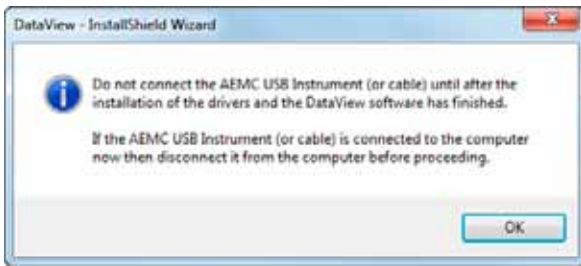 DataView - InstallShield Wizard
Do not connect the AEMC USB Instrument (or cable) until after the
installation of the drivers and the DataView software has finished.
If the AEMC USB Instrument (or cable) is connected to the computer
now then disconnect it from the computer before proceeding.
OK